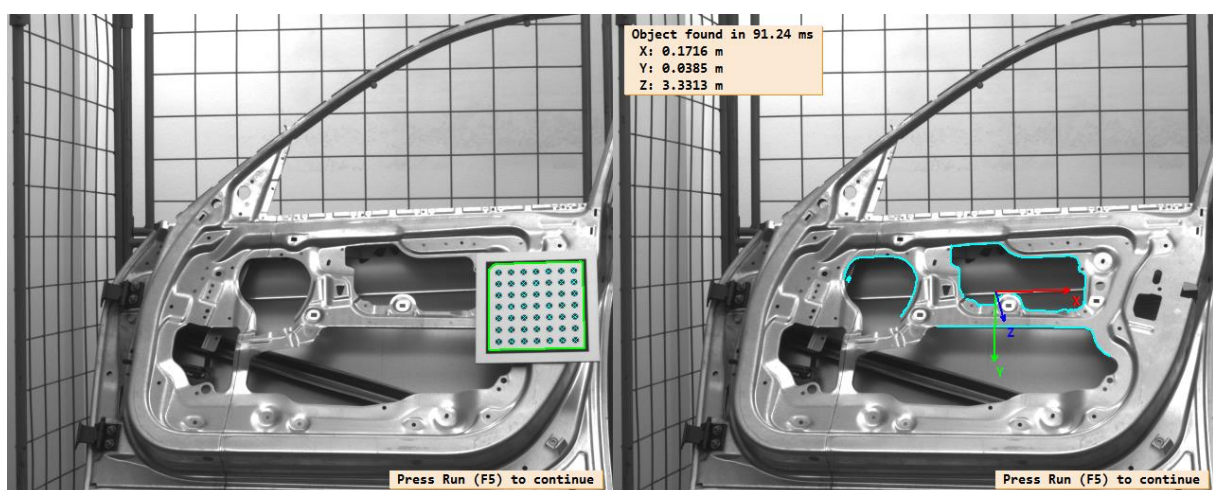 Object found in 91.24 ms
X: 0.1716 m
Y: 0.0385 m
Z: 3.3313 m
X
Z
Y
Press Run (F5) to continue
Press Run (F5) to continue